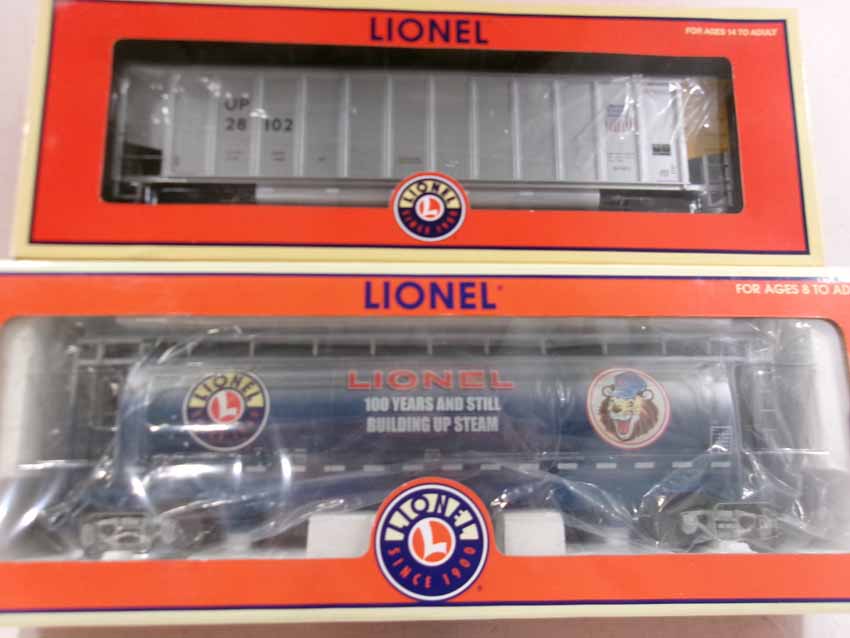 LIONEL
FOR AGES 14 TO ADULT
UP
28102
LIONEL
SINCE 1900
LIONEL
FOR AGES 8 TO AD
LIONEL
L
LIONEL
100 YEARS AND STILL
BUILDING UP STEAM
LIONEL
L
SINCE 1900